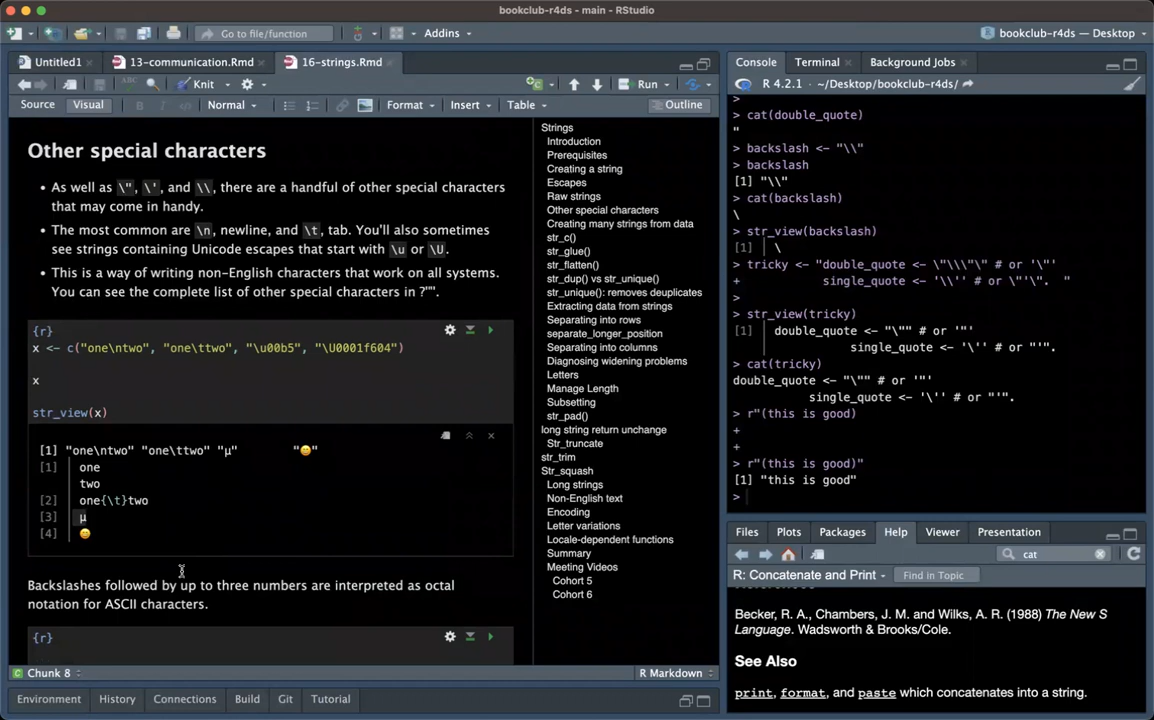 bookclub-r4ds - main - RStudio
Go to file/function
Addins
bookclub-r4ds — Desktop
Untitled1
13-communication.Rmd
16-strings.Rmd
Knit
Run
Source
Visual
B
I
Normal
Format
Insert
Table
Outline
Other special characters
As well as \", \', and \\, there are a handful of other special characters
that may come in handy.
The most common are \n, newline, and \t, tab. You'll also sometimes
see strings containing Unicode escapes that start with \u or \U.
This is a way of writing non-English characters that work on all systems.
You can see the complete list of other special characters in ?"".
{r}
x <- c("one\ntwo", "one\ttwo", "\u00b5", "\U0001f604")
x
str_view(x)
[1] "one\ntwo" "one\ttwo" "µ" "😄"
[1] one
two
[2] one{\t}two
[3] µ
[4] 😄
Backslashes followed by up to three numbers are interpreted as octal
notation for ASCII characters.
{r}
Chunk 8
R Markdown
Strings
Introduction
Prerequisites
Creating a string
Escapes
Raw strings
Other special characters
Creating many strings from data
str_c()
str_glue()
str_flatten()
str_dup() vs str_unique()
str_unique(): removes deuplicates
Extracting data from strings
Separating into rows
separate_longer_position
Separating into columns
Diagnosing widening problems
Letters
Manage Length
Subsetting
str_pad()
long string return unchange
Str_truncate
str_trim
Str_squash
Long strings
Non-English text
Encoding
Letter variations
Locale-dependent functions
Summary
Meeting Videos
Cohort 5
Cohort 6
Environment
History
Connections
Build
Git
Tutorial
Console
Terminal
Background Jobs
R 4.2.1 · ~/Desktop/bookclub-r4ds/
>
> cat(double_quote)
"
> backslash <- "\\"
> backslash
[1] "\\"
> cat(backslash)
\
> str_view(backslash)
[1] \
> tricky <- "double_quote <- \"\\\"\" # or '\"'
+ single_quote <- '\\'' # or \"'\". "
>
> str_view(tricky)
[1] double_quote <- "\"" # or '"'
single_quote <- '\'' # or "'".
> cat(tricky)
double_quote <- "\"" # or '"'
single_quote <- '\'' # or "'".
> r"(this is good)
+
+
> r"(this is good)"
[1] "this is good"
>
Files
Plots
Packages
Help
Viewer
Presentation
cat
R: Concatenate and Print
Find in Topic
Becker, R. A., Chambers, J. M. and Wilks, A. R. (1988) The New S
Language. Wadsworth & Brooks/Cole.
See Also
print, format, and paste which concatenates into a string.